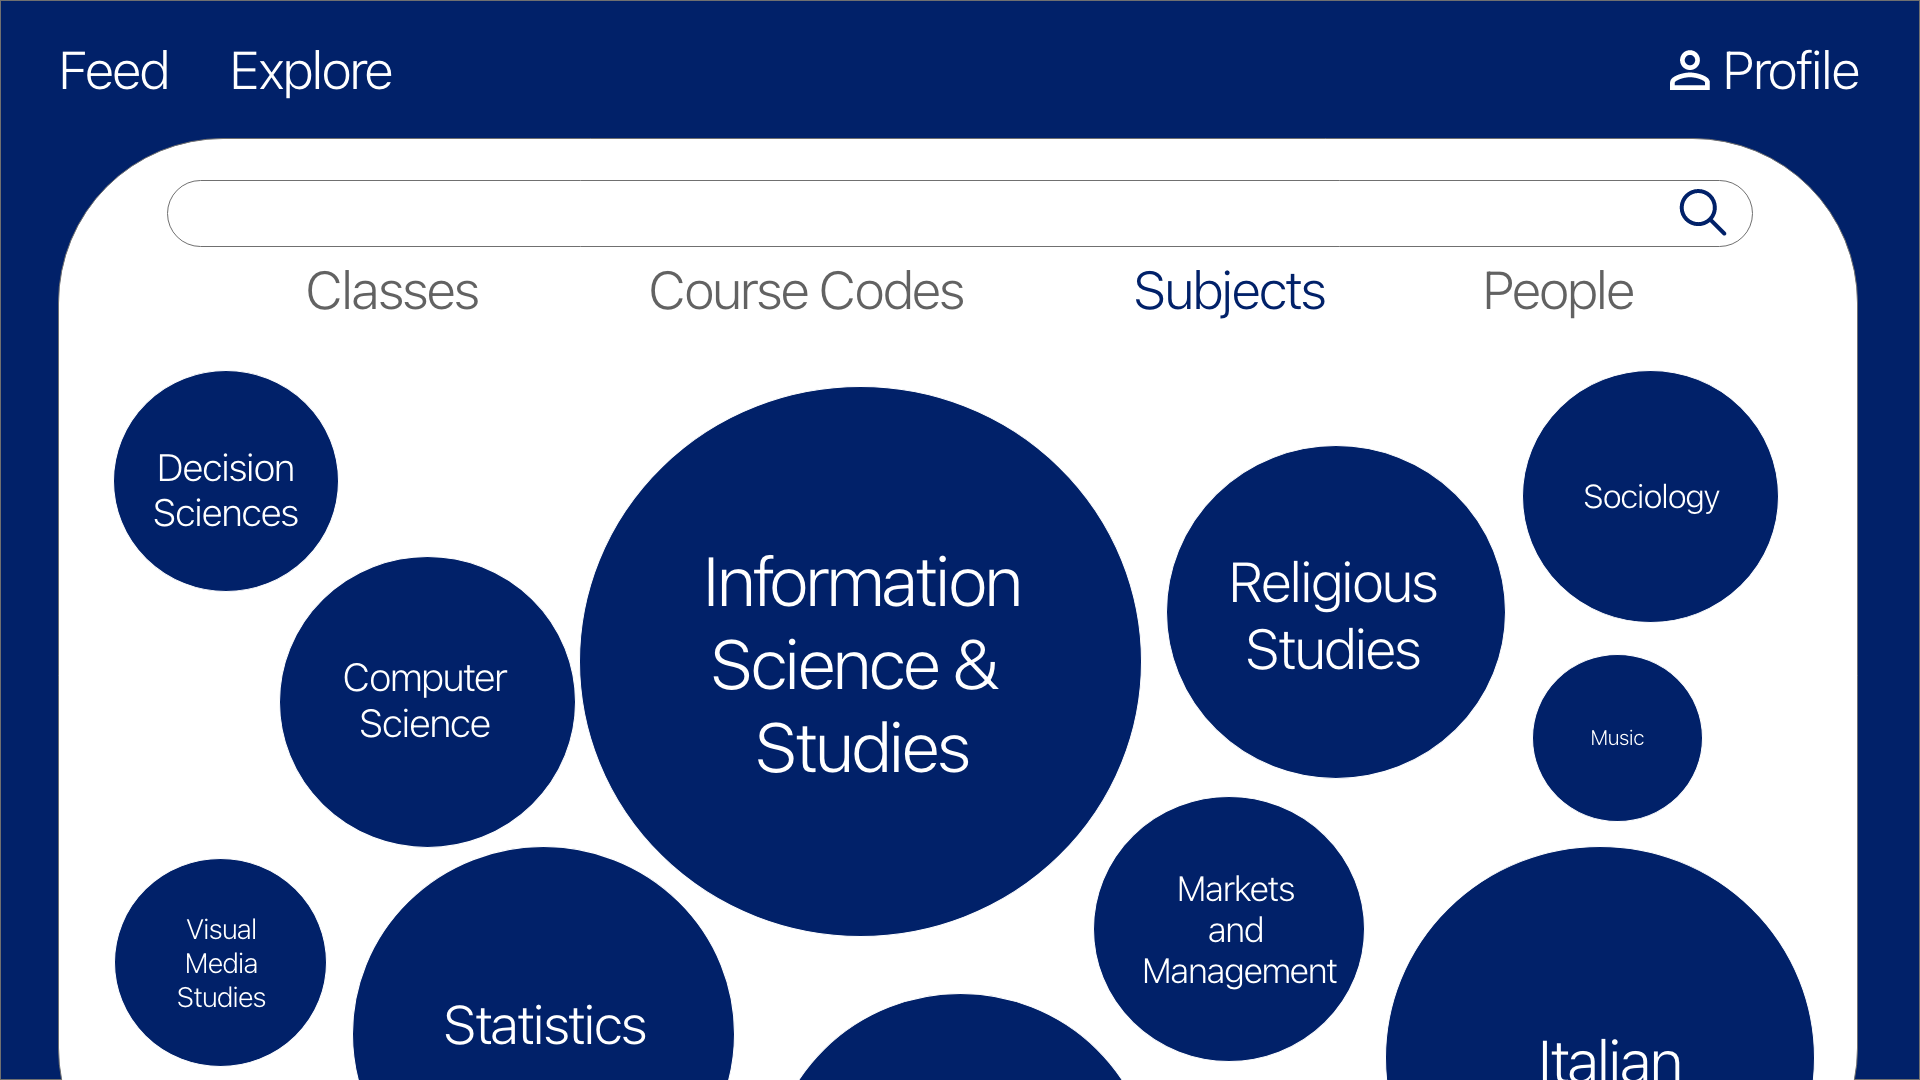 Feed Explore Profile
Classes Course Codes Subjects People
Decision
Sciences
Computer
Science
Information
Science &
Studies
Religious
Studies
Sociology
Music
Visual
Media
Studies
Statistics
Markets
and
Management
Italian